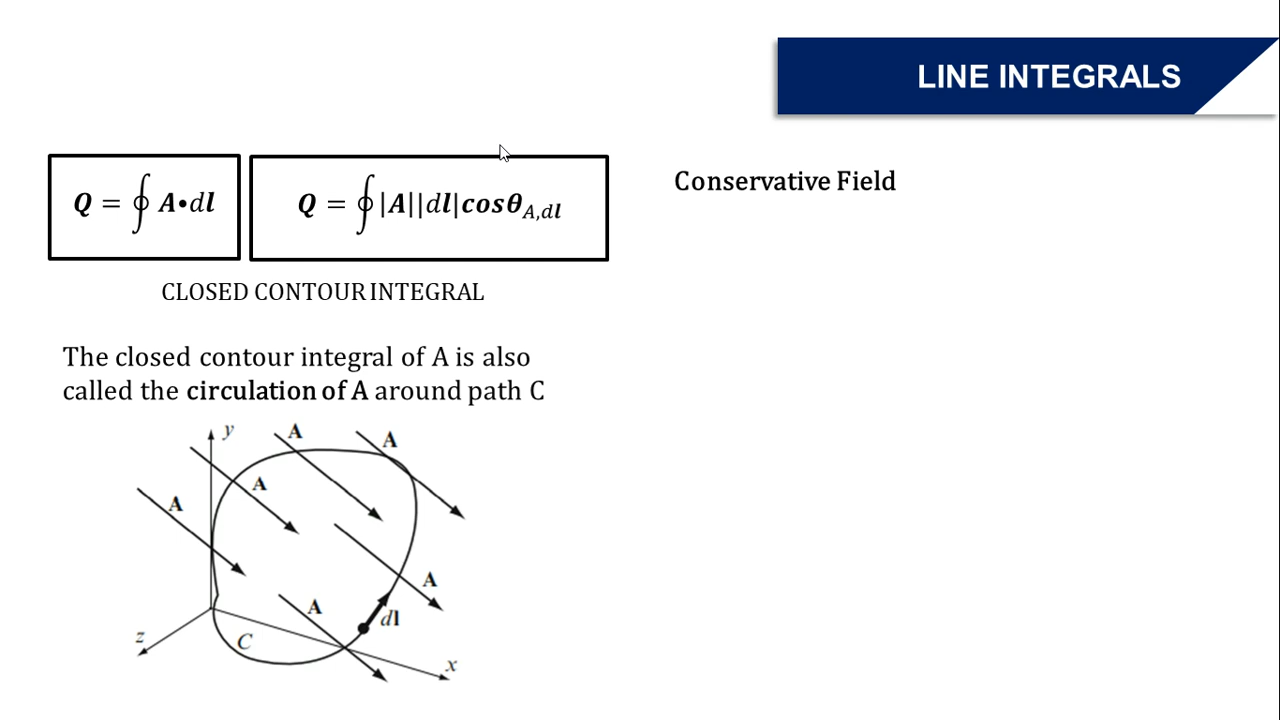 LINE INTEGRALS
Q = ∮ A•dl
Q = ∮|A||dl|cosθ_{A,dl}
CLOSED CONTOUR INTEGRAL
The closed contour integral of A is also
called the circulation of A around path C
y
A
A
A
A
A
A
dl
C
z
x
Conservative Field